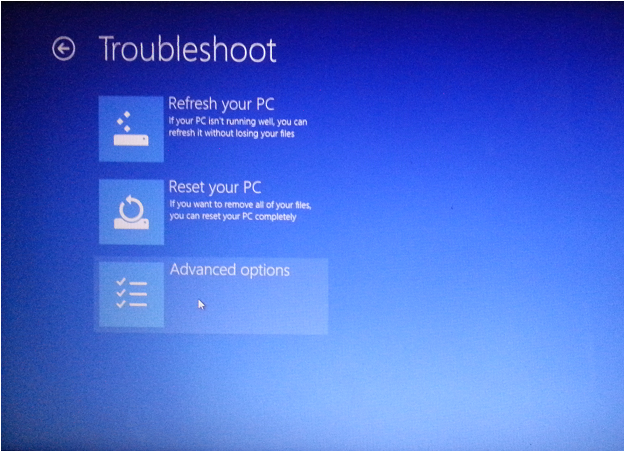 Troubleshoot
Refresh your PC
If your PC isn't running well, you can
refresh it without losing your files
Reset your PC
If you want to remove all of your files,
you can reset your PC completely
Advanced options